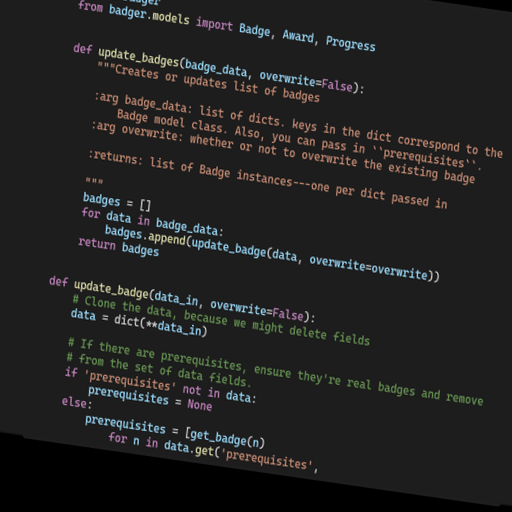 from badger.models import Badge, Award, Progress
def update_badges(badge_data, overwrite=False):
"""Creates or updates list of badges
:arg badge_data: list of dicts. keys in the dict correspond to the
Badge model class. Also, you can pass in ``prerequisites``.
:arg overwrite: whether or not to overwrite the existing badge
:returns: list of Badge instances---one per dict passed in
"""
badges = []
for data in badge_data:
badges.append(update_badge(data, overwrite=overwrite))
return badges
def update_badge(data_in, overwrite=False):
# Clone the data, because we might delete fields
data = dict(**data_in)
# If there are prerequisites, ensure they're real badges and remove
# from the set of data fields.
if 'prerequisites' not in data:
prerequisites = None
else:
prerequisites = [get_badge(n)
for n in data.get('prerequisites',